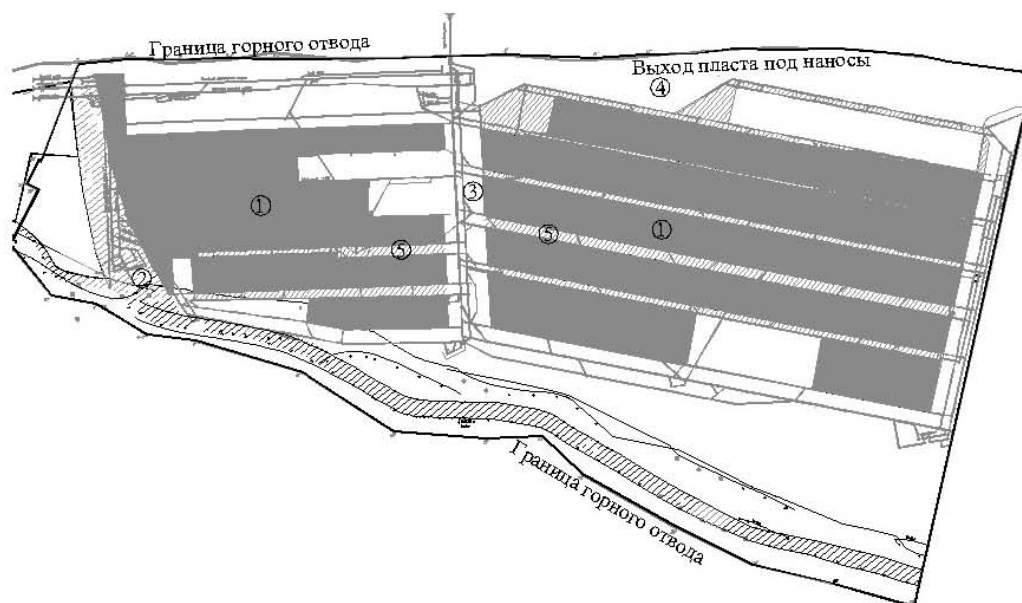 Граница горного отвода
Выход пласта под наносы
④
③
①
①
⑤
⑤
②
Граница горного отвода